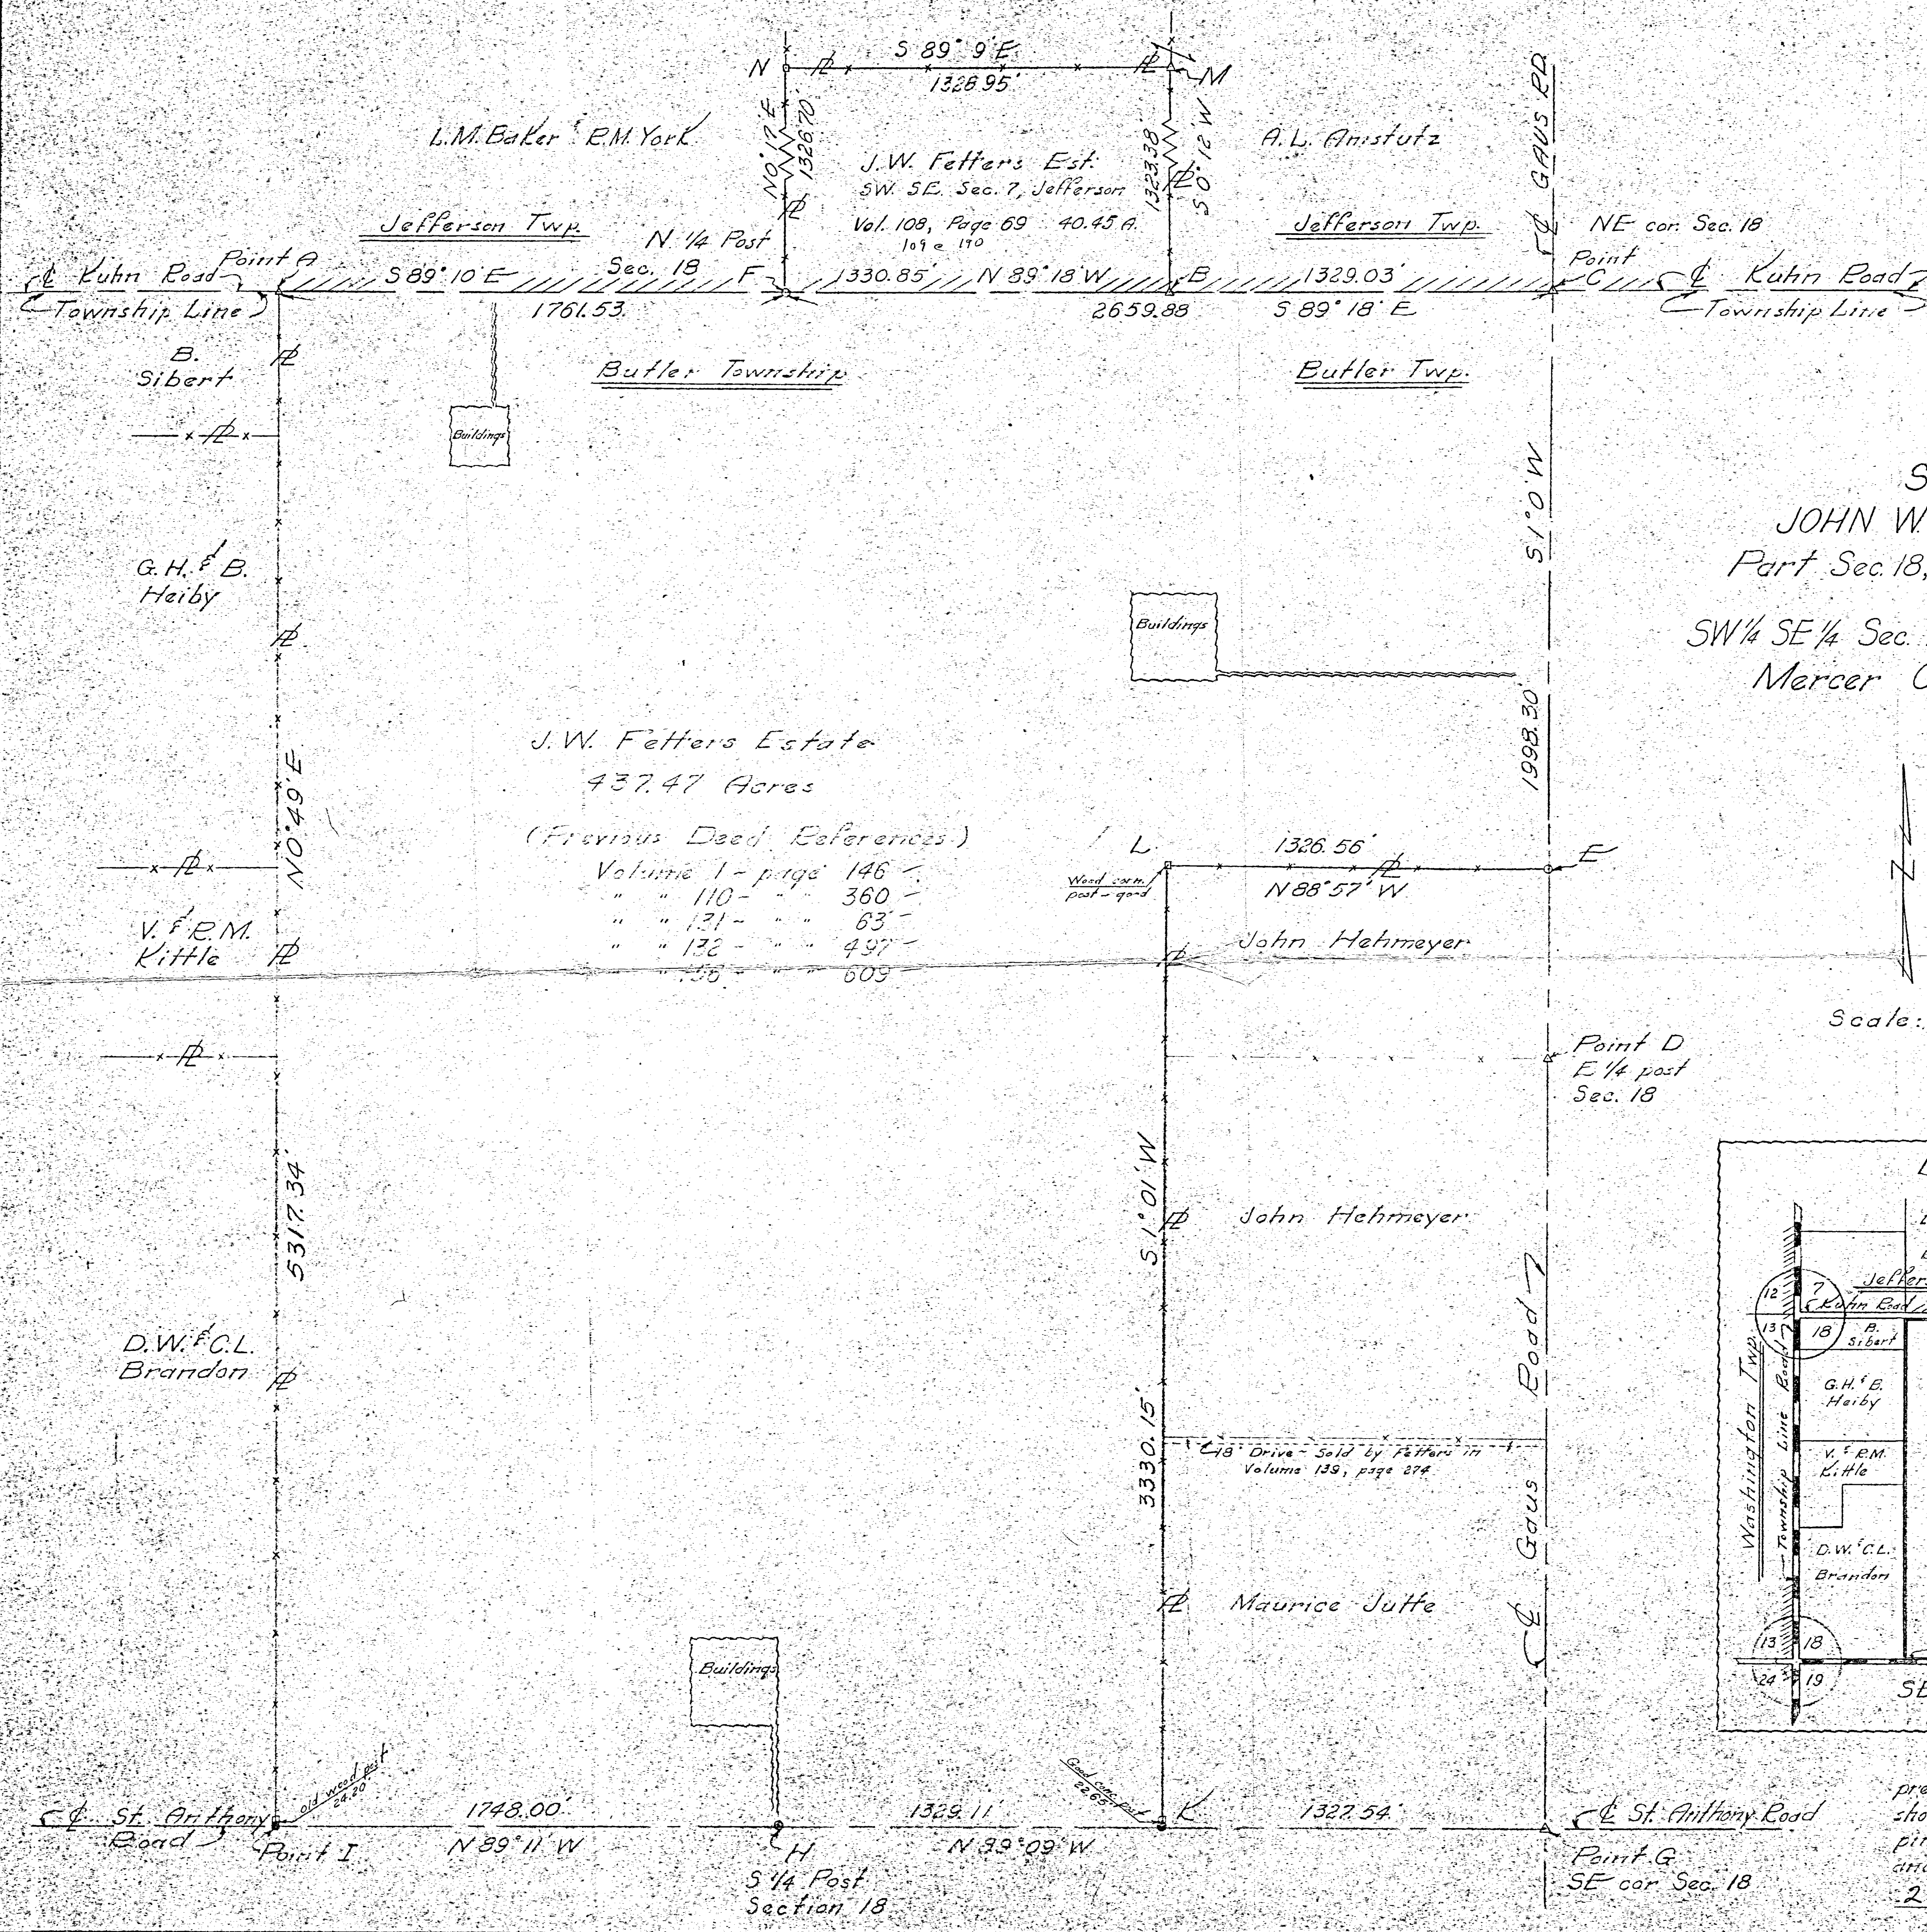 S 89° 9' E
N
M
1328.95'
GAUS RD.
L.M. Baker & R.M. York
N 0° 17' E
1326.70'
J.W. Fetters Est.
SW. SE. Sec. 7, Jefferson
Vol. 108, Page 69 40.45 A.
109 @ 190
1323.38'
S 0° 12' W
A.L. Amstutz
Jefferson Twp.
Jefferson Twp.
N 1/4 Post
Sec. 18
NE cor. Sec. 18
Point A
Point
C
℄ Kuhn Road
S 89° 10' E
F
1330.85'
N 89° 18' W
B
1329.03'
℄ Kuhn Road
Township Line
1761.53'
2659.88
S 89° 18' E
Township Line
B.
Sibert
Butler Township
Butler Twp.
Buildings
S 1° 0' W
S
JOHN W.
Part Sec. 18,
G. H. & B.
Heiby
Buildings
SW 1/4 SE 1/4 Sec.
Mercer
1998.30'
J.W. Fetters Estate
437.47 Acres
N 0° 49' E
(Previous Deed References)
Volume 1 - page 146
" " 110 - " " 360
" " 131 - " " 63
" " 132 - " " 497
" " " " 609
L
1326.56'
E
Wood corn.
post - good
N 88° 57' W
N
V. & R.M.
Kittle
John Hehmeyer
Scale:
Point D
E 1/4 post
Sec. 18
5317.34'
S 1° 01' W
John Hehmeyer
Road
D.W. & C.L.
Brandon
3330.15'
18' Drive - Sold by Fetters in
Volume 139, page 274
℄ Gaus
Maurice Jutte
Buildings
L
Jeffer
12
7
Kuhn Road
13
18
B.
Sibert
Washington Twp.
Township Line Road
G.H. & B.
Heiby
V. & R.M.
Kittle
D.W. & C.L.
Brandon
13
18
24
19
SE
old wood post
24.20'
Good corn. post
22.65'
℄ St. Anthony
Road
Point I
1748.00'
N 89° 11' W
H
S 1/4 Post
Section 18
1329.11'
N 89° 09' W
K
1327.54'
℄ St. Anthony Road
Point G
SE cor Sec. 18
pre
sho
pin
and
2